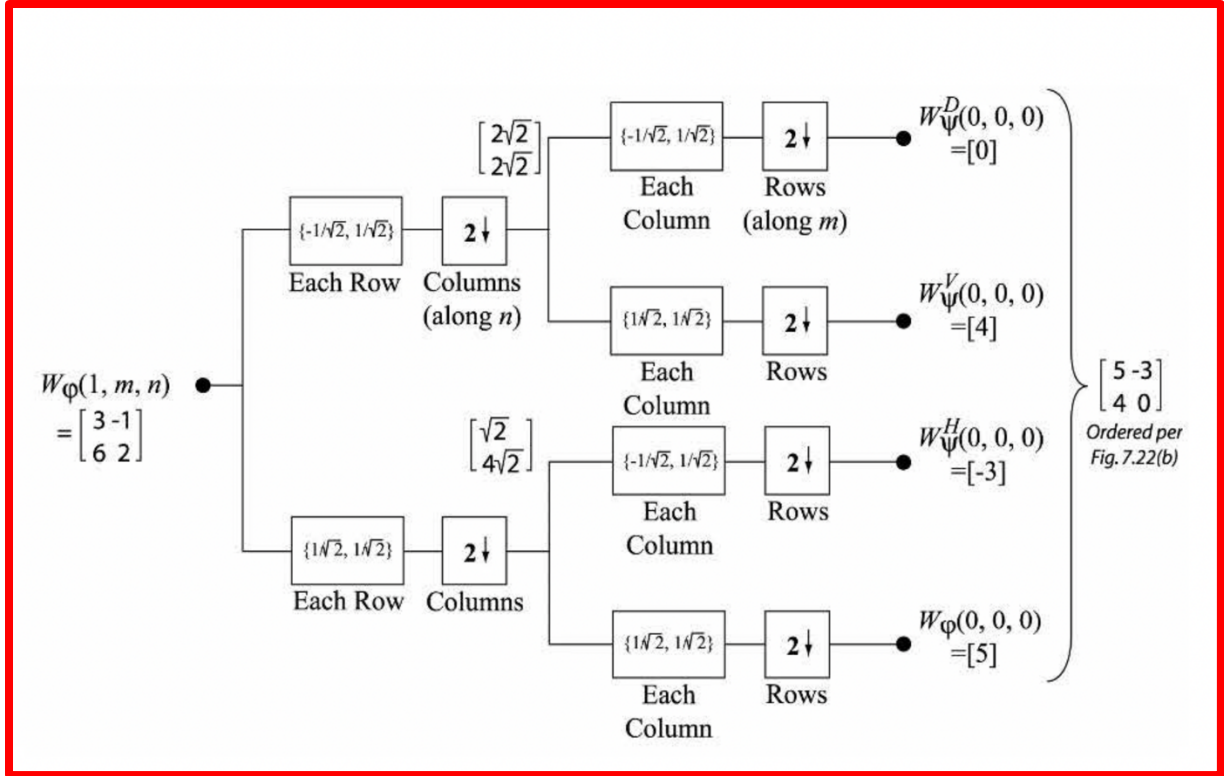 [2√2]
[2√2]
{-1/√2, 1/√2}
Each
Column
2↓
Rows
(along m)
W^D_ψ(0, 0, 0)
=[0]
{-1/√2, 1/√2}
Each Row
2↓
Columns
(along n)
{1/√2, 1/√2}
Each
Column
2↓
Rows
W^V_ψ(0, 0, 0)
=[4]
W_φ(1, m, n)
= [3 -1]
[6 2]
[√2]
[4√2]
{-1/√2, 1/√2}
Each
Column
2↓
Rows
W^H_ψ(0, 0, 0)
=[-3]
{1/√2, 1/√2}
Each Row
2↓
Columns
{1/√2, 1/√2}
Each
Column
2↓
Rows
W_φ(0, 0, 0)
=[5]
[5 -3]
[4 0]
Ordered per
Fig. 7.22(b)